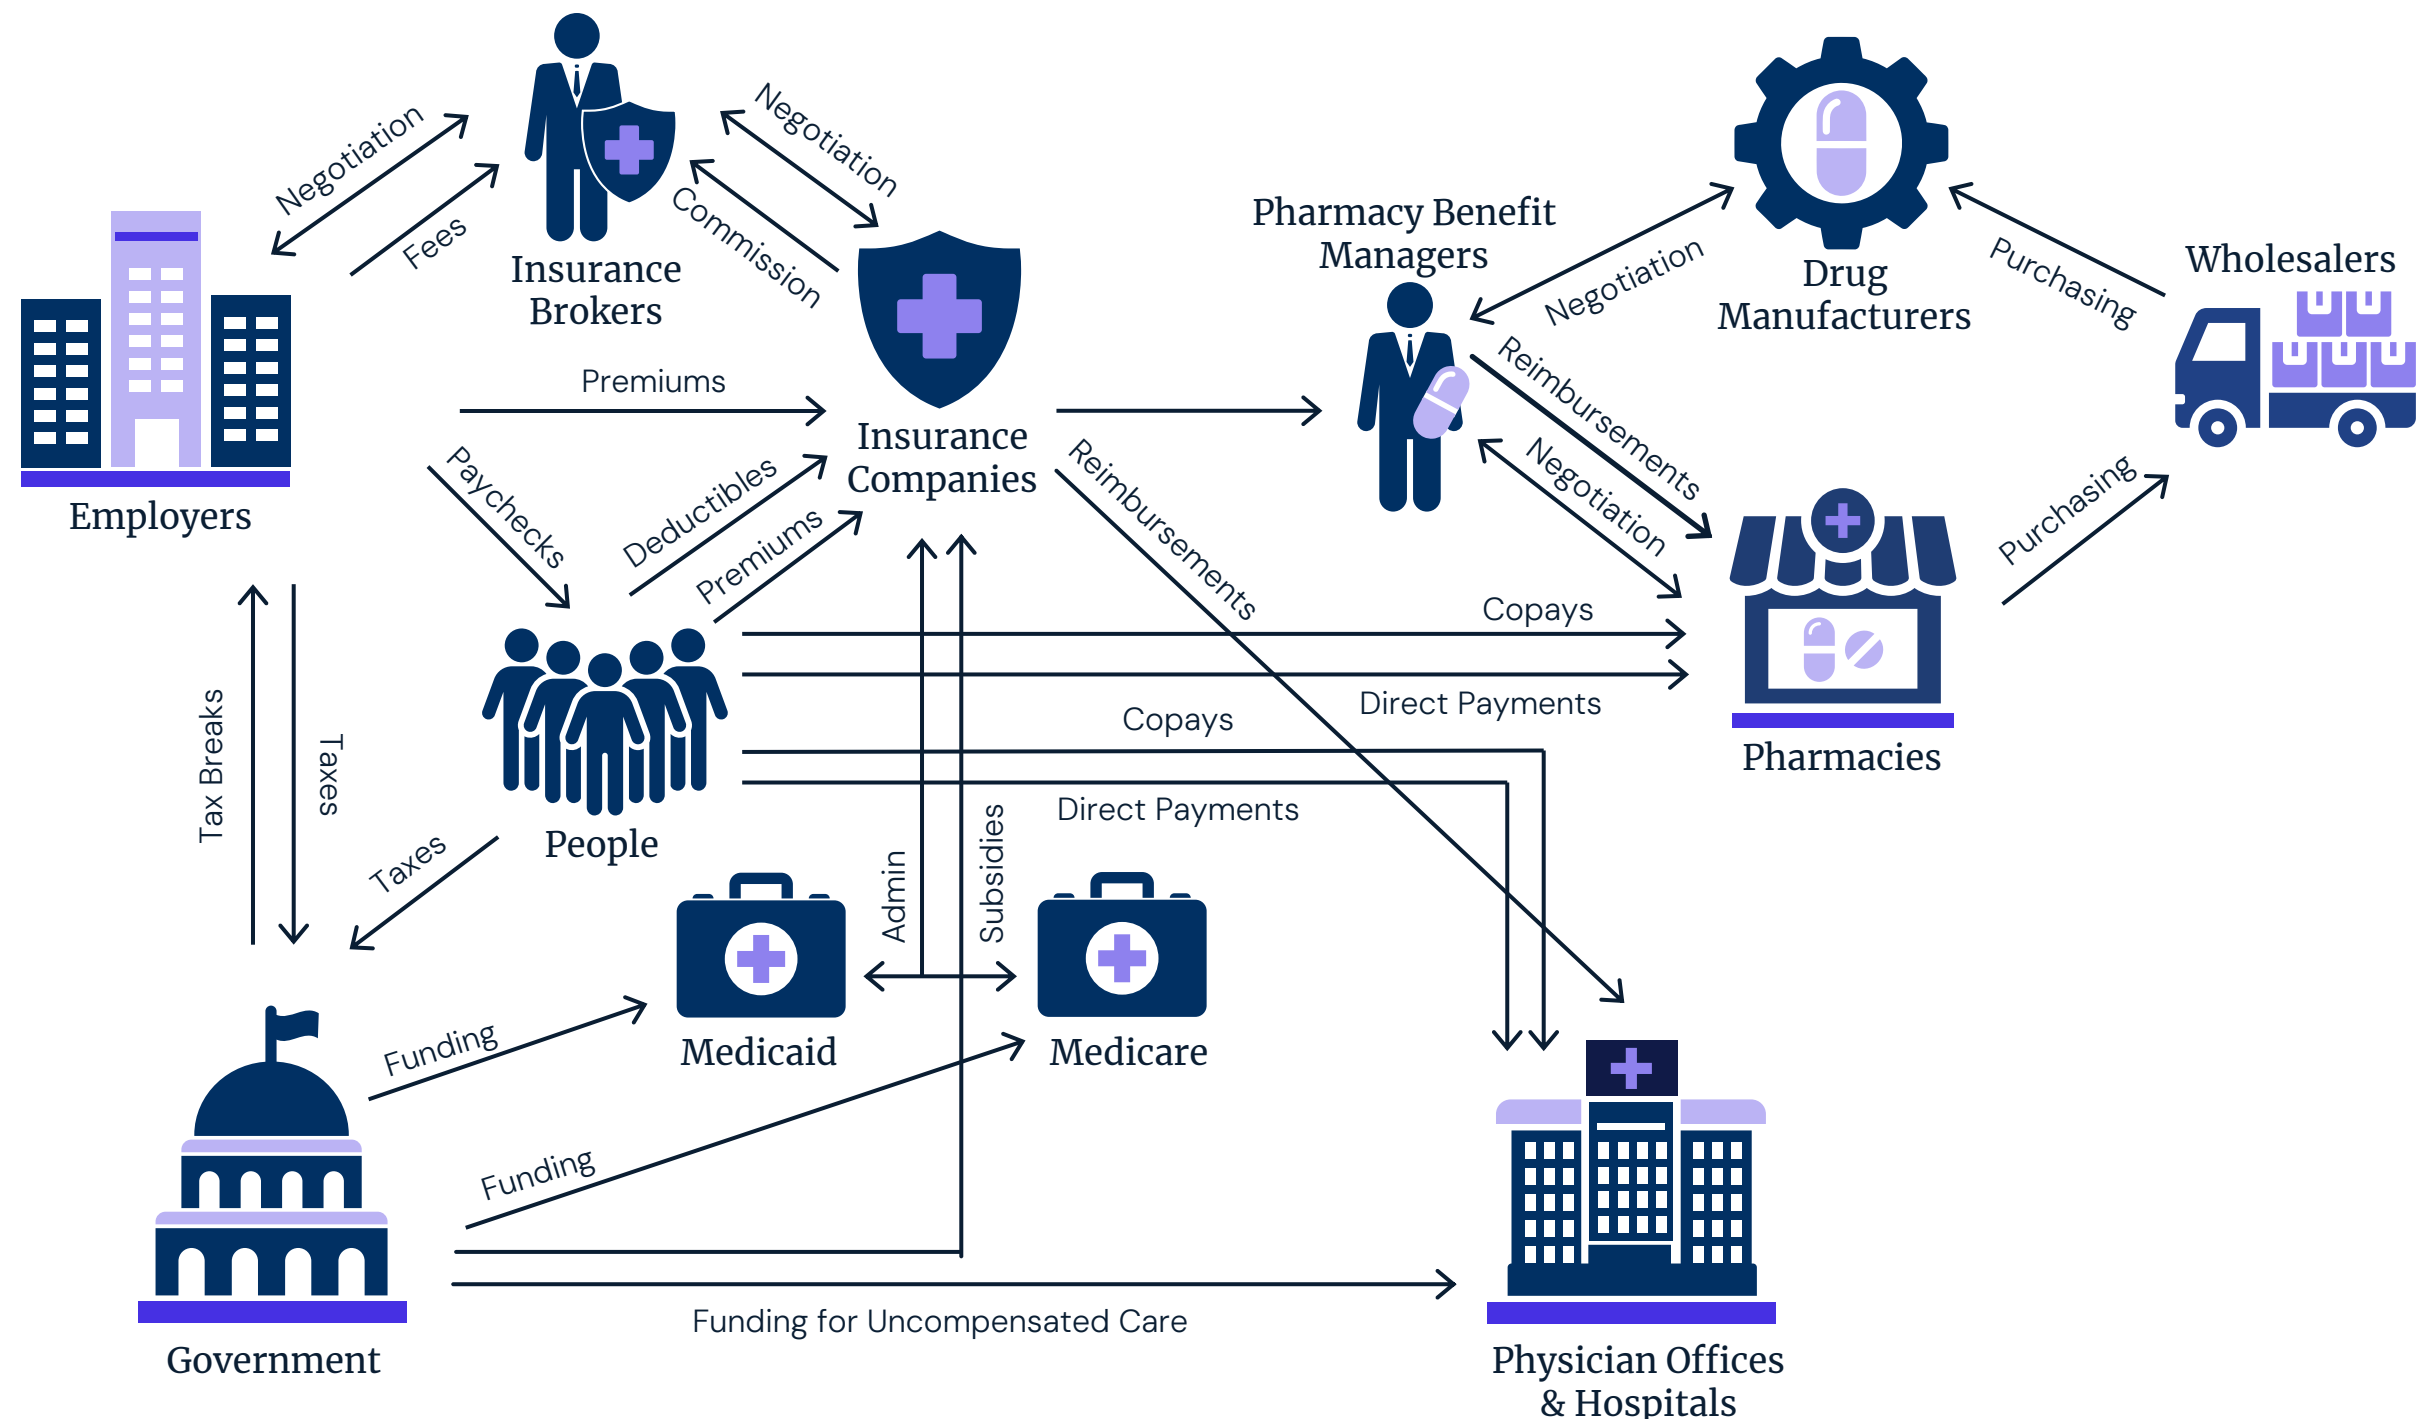 Negotiation
Fees
Insurance
Brokers
Negotiation
Commission
Pharmacy Benefit
Managers
Negotiation
Drug
Manufacturers
Purchasing
Wholesalers
Employers
Premiums
Insurance
Companies
Reimbursements
Negotiation
Purchasing
Paychecks
Deductibles
Premiums
Reimbursements
Copays
Direct Payments
Pharmacies
Copays
Direct Payments
Tax Breaks
Taxes
People
Taxes
Admin
Subsidies
Funding
Medicaid
Medicare
Funding
Funding for Uncompensated Care
Government
Physician Offices
& Hospitals